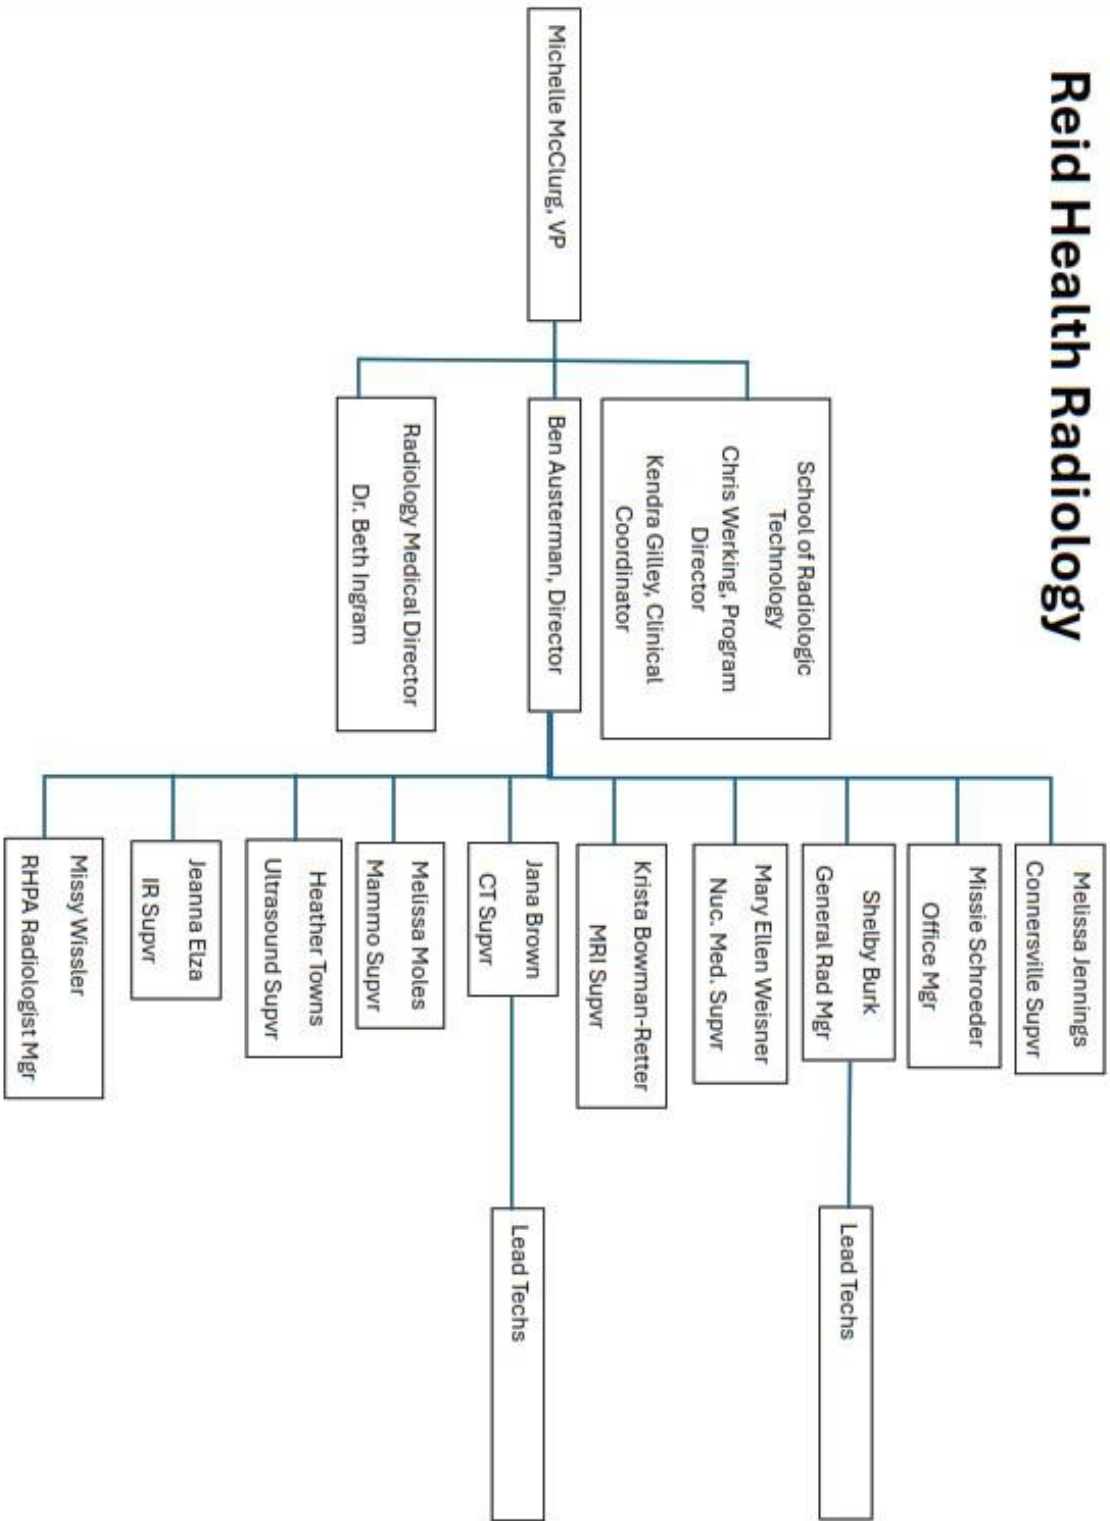 Reid Health Radiology
Michelle McClurg, VP
School of Radiologic
Technology
Chris Werking, Program
Director
Kendra Gilley, Clinical
Coordinator
Ben Austerman, Director
Radiology Medical Director
Dr. Beth Ingram
Melissa Jennings
Connersville Supvr
Missie Schroeder
Office Mgr
Shelby Burk
General Rad Mgr
Lead Techs
Mary Ellen Weisner
Nuc. Med. Supvr
Krista Bowman-Retter
MRI Supvr
Jana Brown
CT Supvr
Lead Techs
Melissa Moles
Mammo Supvr
Heather Towns
Ultrasound Supvr
Jeanna Elza
IR Supvr
Missy Wissler
RHPA Radiologist Mgr